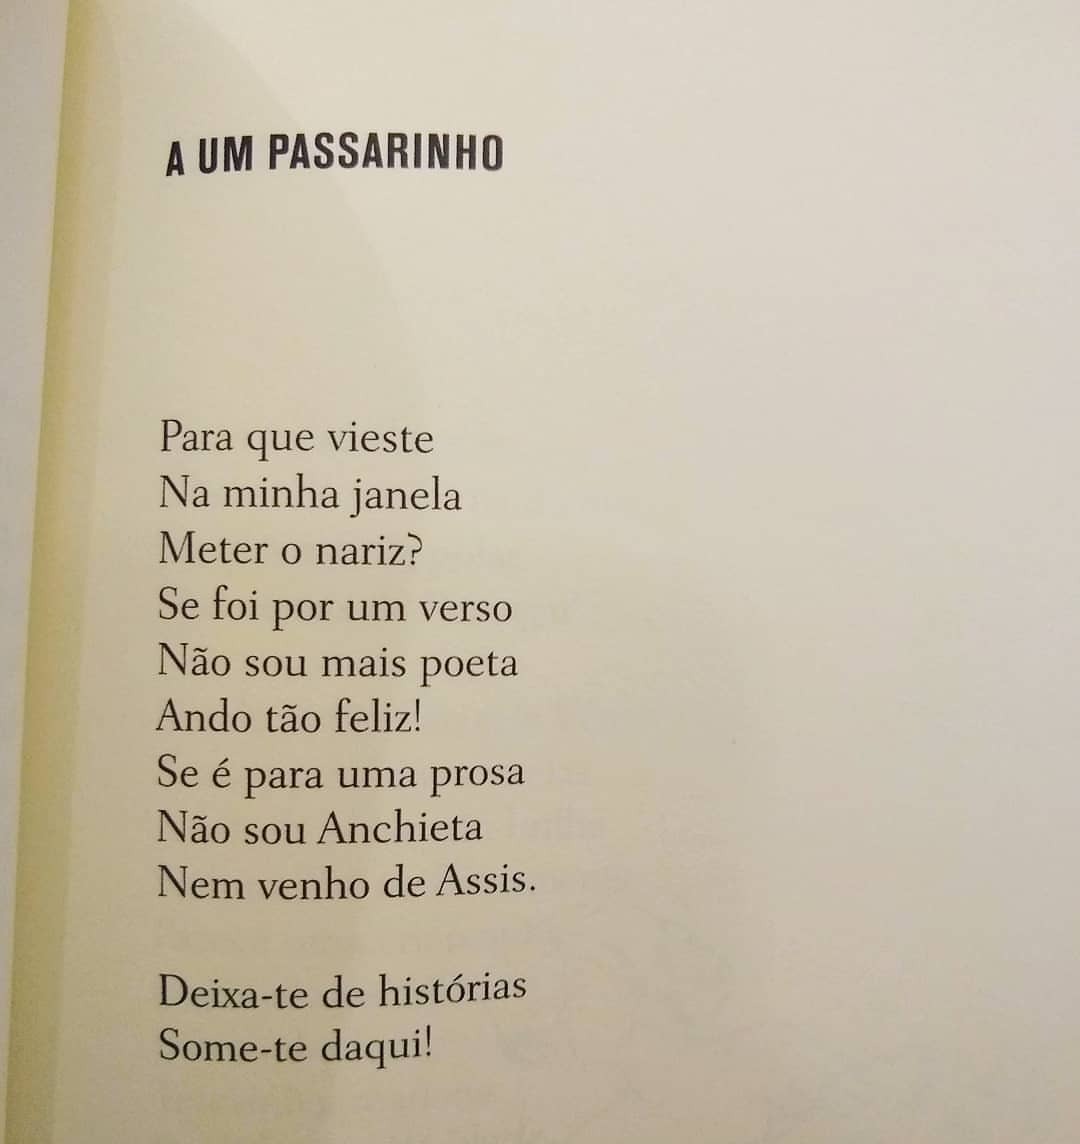 A UM PASSARINHO
Para que vieste
Na minha janela
Meter o nariz?
Se foi por um verso
Não sou mais poeta
Ando tão feliz!
Se é para uma prosa
Não sou Anchieta
Nem venho de Assis.
Deixa-te de histórias
Some-te daqui!